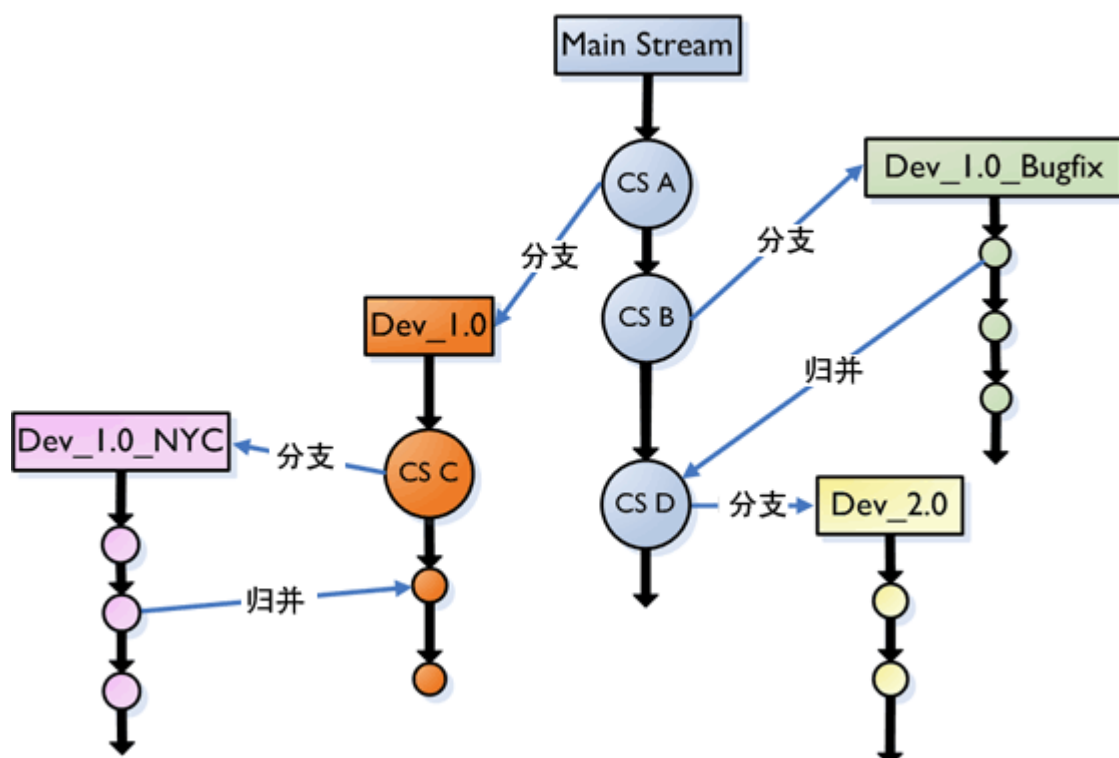 Main Stream
CS A
Dev_1.0_Bugfix
分支
分支
CS B
Dev_1.0
归并
Dev_1.0_NYC
分支
CS C
CS D
分支
Dev_2.0
归并